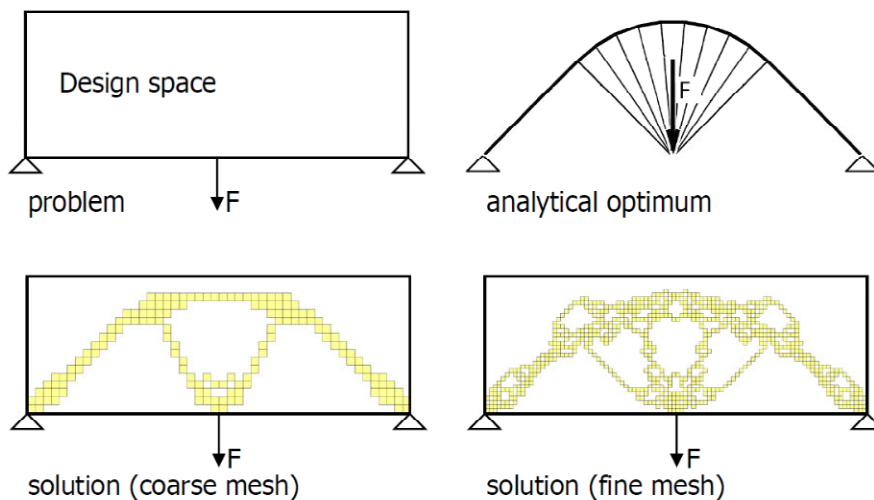 Design space
F
problem
F
analytical optimum
F
solution (coarse mesh)
F
solution (fine mesh)